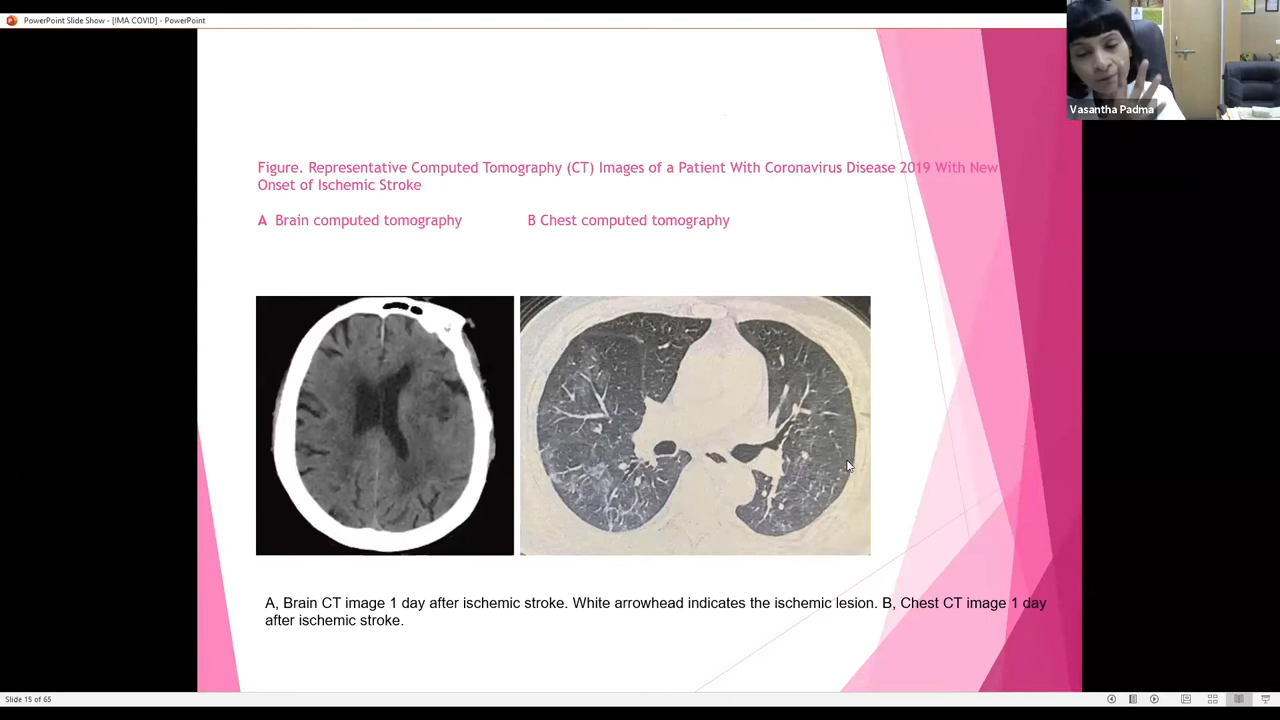 PowerPoint Slide Show - [IMA COVID] - PowerPoint
Vasantha Padma
Figure. Representative Computed Tomography (CT) Images of a Patient With Coronavirus Disease 2019 With New
Onset of Ischemic Stroke
A Brain computed tomography B Chest computed tomography
A, Brain CT image 1 day after ischemic stroke. White arrowhead indicates the ischemic lesion. B, Chest CT image 1 day
after ischemic stroke.
Slide 15 of 65